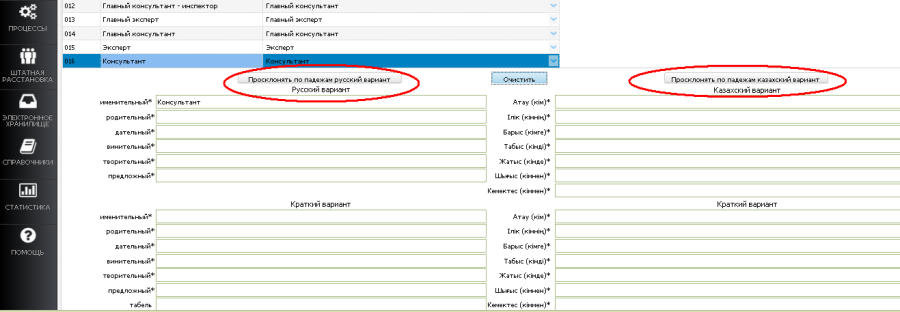 ПРОЦЕССЫ
ШТАТНАЯ
РАССТАНОВКА
ЭЛЕКТРОННОЕ
ХРАНИЛИЩЕ
СПРАВОЧНИКИ
СТАТИСТИКА
ПОМОЩЬ
012 Главный консультант - инспектор Главный консультант
013 Главный эксперт Главный эксперт
014 Главный консультант Главный консультант
015 Эксперт Эксперт
016 Консультант Консультант
Просклонять по падежам русский вариант Очистить Просклонять по падежам казахский вариант
Русский вариант Казахский вариант
именительный* Консультант Атау (кім)*
родительный* Ілік (кімнің)*
дательный* Барыс (кімге)*
винительный* Табыс (кімді)*
творительный* Жатыс (кімде)*
предложный* Шығыс (кімнен)*
Көмектес (кіммен)*
Краткий вариант Краткий вариант
именительный* Атау (кім)*
родительный* Ілік (кімнің)*
дательный* Барыс (кімге)*
винительный* Табыс (кімді)*
творительный* Жатыс (кімде)*
предложный* Шығыс (кімнен)*
табель Көмектес (кіммен)*